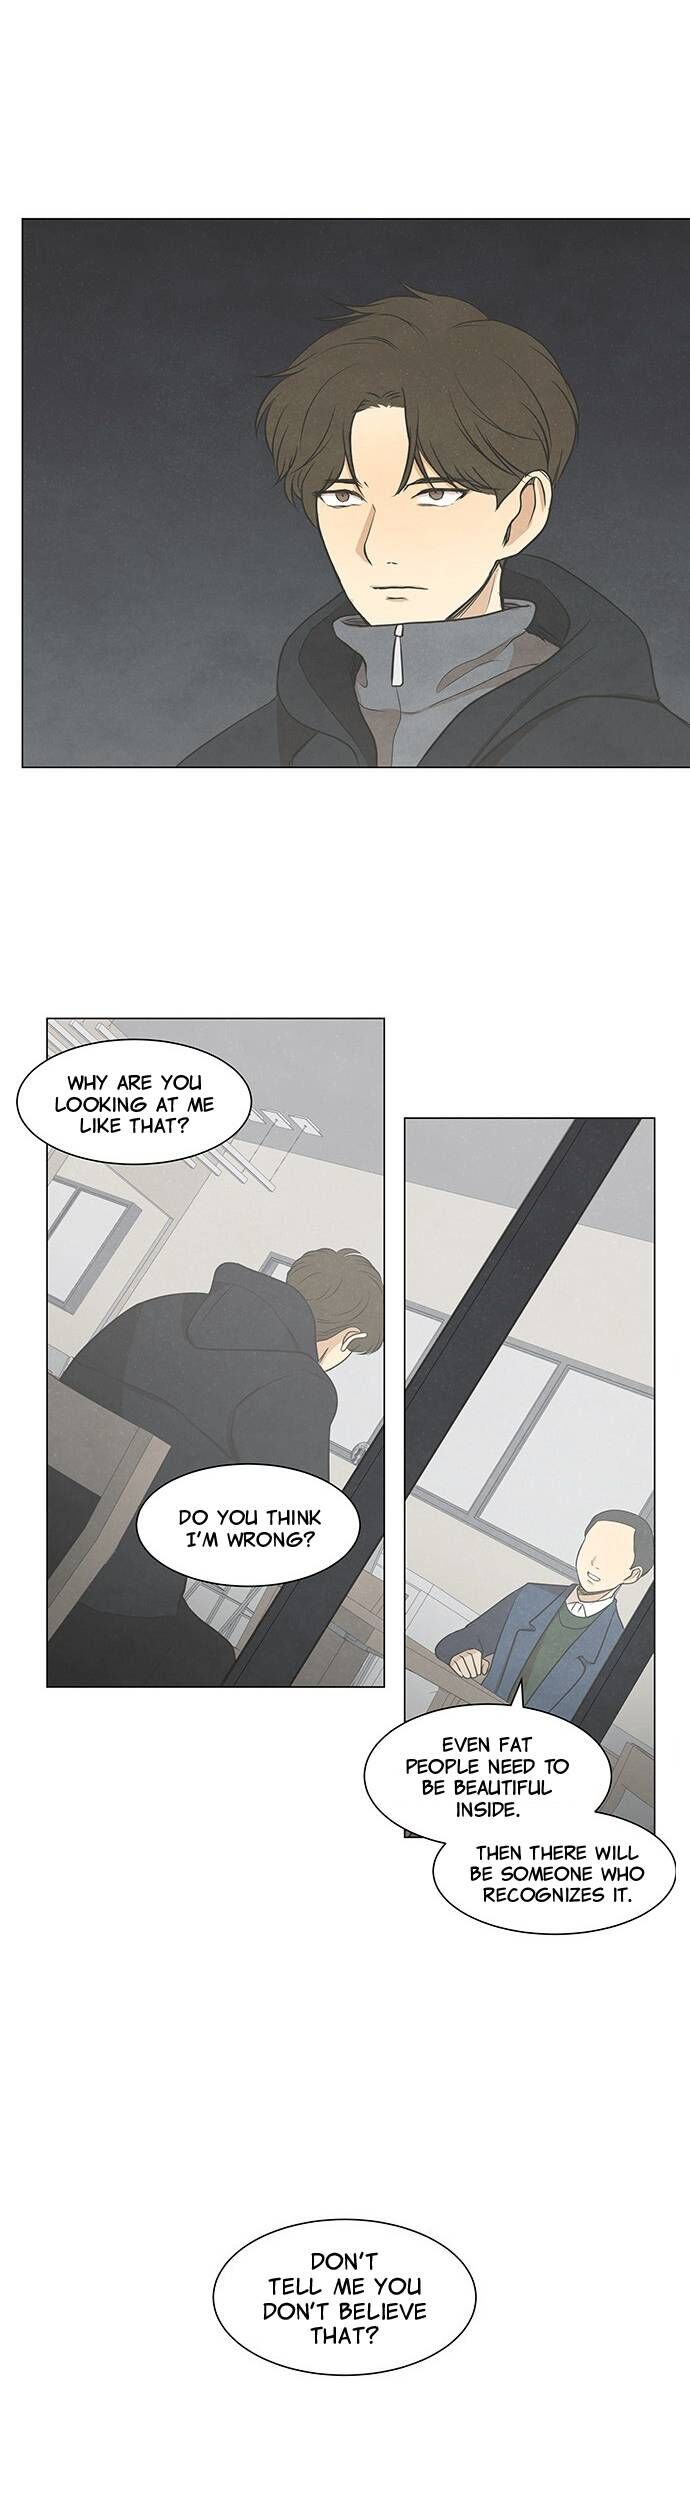 WHY ARE YOU
LOOKING AT ME
LIKE THAT?
DO YOU THINK
I'M WRONG?
EVEN FAT
PEOPLE NEED TO
BE BEAUTIFUL
INSIDE.
THEN THERE WILL
BE SOMEONE WHO
RECOGNIZES IT.
DON'T
TELL ME YOU
DON'T BELIEVE
THAT?